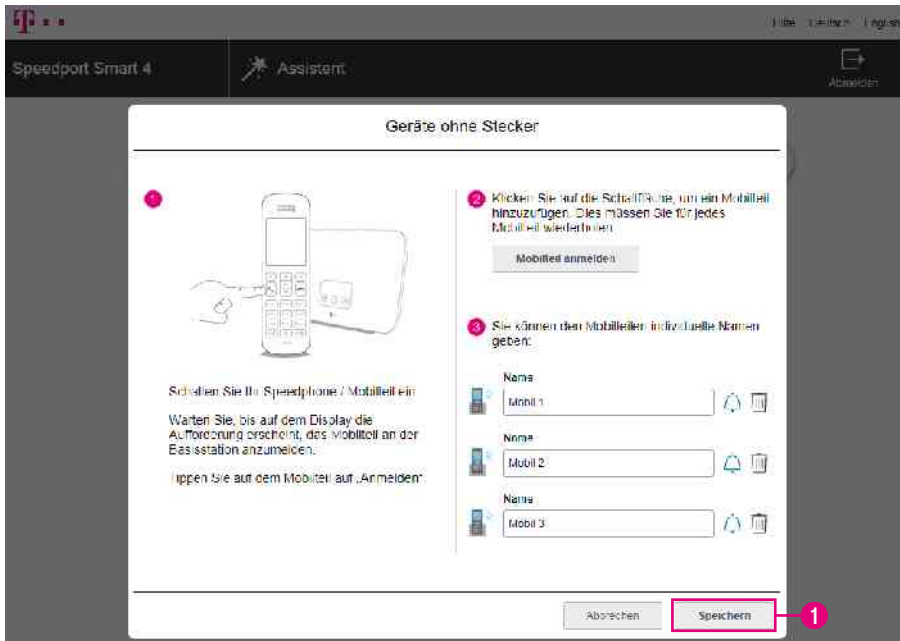 Hilfe Deutsch English
Speedport Smart 4
Assistent
Abmelden
Geräte ohne Stecker
1
Schalten Sie Ihr Speedphone / Mobilteil ein.
Warten Sie, bis auf dem Display die
Aufforderung erscheint, das Mobilteil an der
Basisstation anzumelden.
Tippen Sie auf dem Mobilteil auf „Anmelden“.
2
Klicken Sie auf die Schaltfläche, um ein Mobilteil
hinzuzufügen. Dies müssen Sie für jedes
Mobilteil wiederholen.
Mobilteil anmelden
3
Sie können den Mobilteilen individuelle Namen
geben:
Name
Mobil 1
Name
Mobil 2
Name
Mobil 3
Abbrechen
Speichern
1